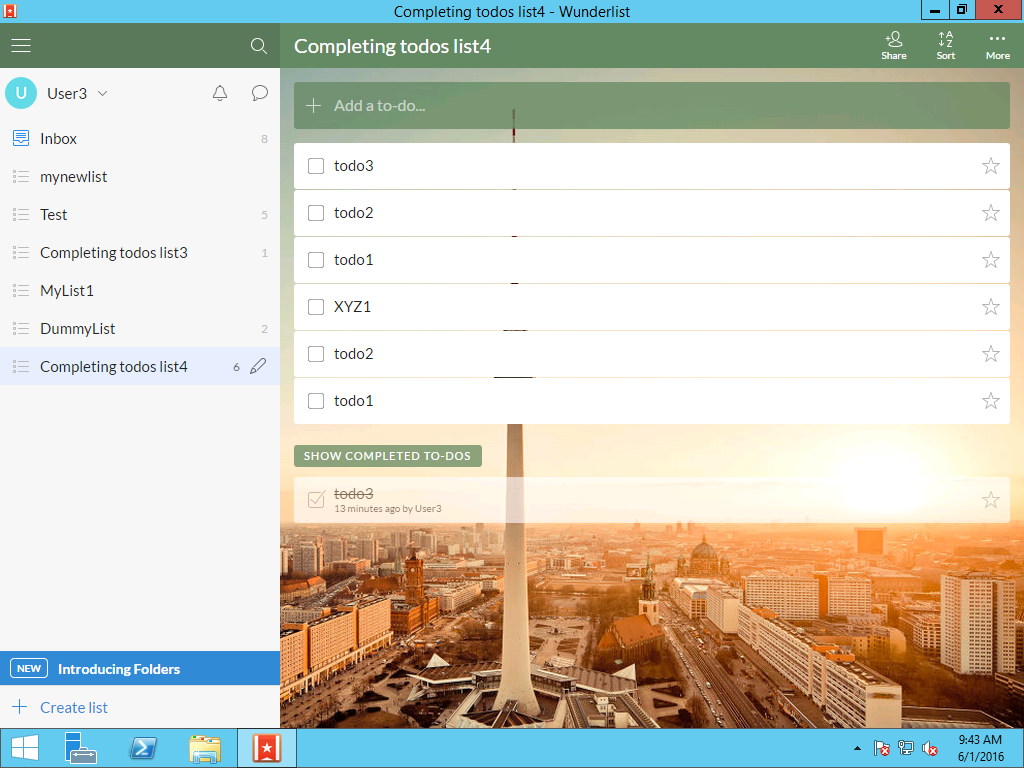 Completing todos list4 - Wunderlist
Completing todos list4
Share
Sort
More
U User3
Inbox 8
mynewlist
Test 5
Completing todos list3 1
MyList1
DummyList 2
Completing todos list4 6
NEW Introducing Folders
Create list
Add a to-do...
todo3
todo2
todo1
XYZ1
todo2
todo1
SHOW COMPLETED TO-DOS
todo3
13 minutes ago by User3
9:43 AM
6/1/2016